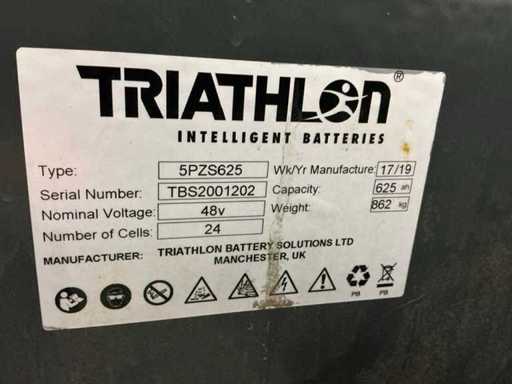 TRIATHLON®
INTELLIGENT BATTERIES
Type: 5PZS625 Wk/Yr Manufacture: 17/19
Serial Number: TBS2001202 Capacity: 625 ah
Nominal Voltage: 48v Weight: 862 kg
Number of Cells: 24
MANUFACTURER: TRIATHLON BATTERY SOLUTIONS LTD
MANCHESTER, UK
PB PB